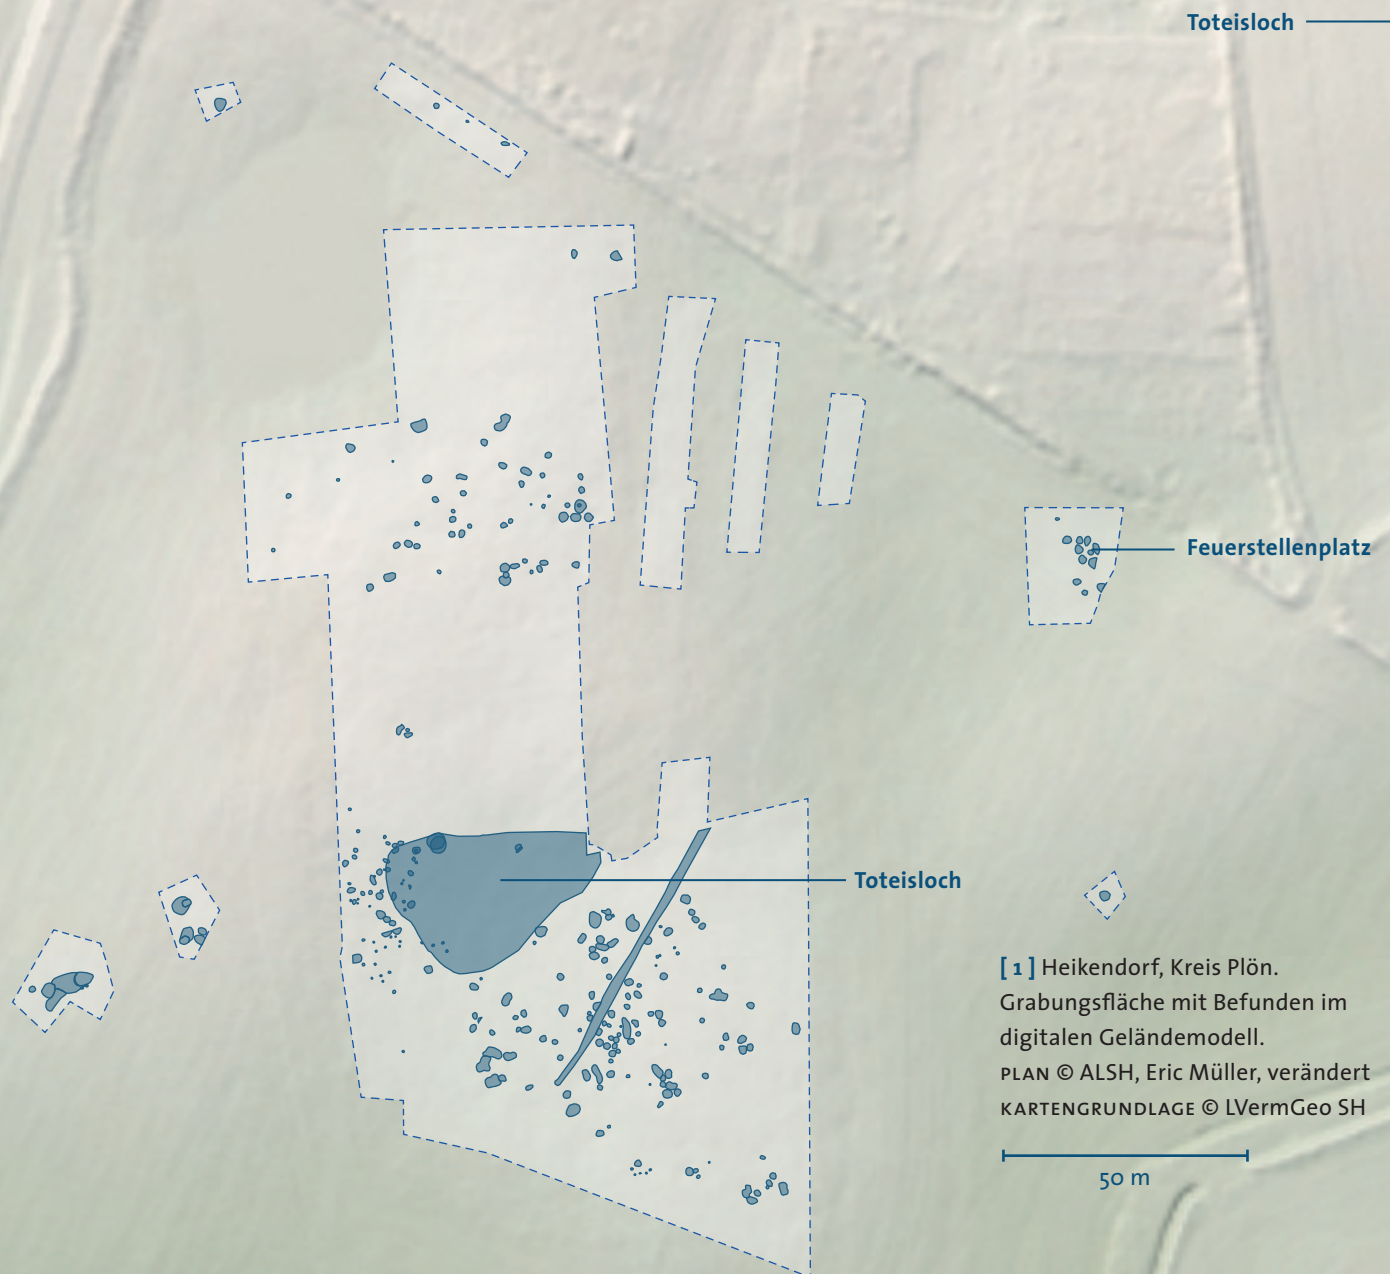 Toteisloch
Feuerstellenplatz
Toteisloch
[1] Heikendorf, Kreis Plön.
Grabungsfläche mit Befunden im
digitalen Geländemodell.
PLAN © ALSH, Eric Müller, verändert
KARTENGRUNDLAGE © LVermGeo SH
50 m